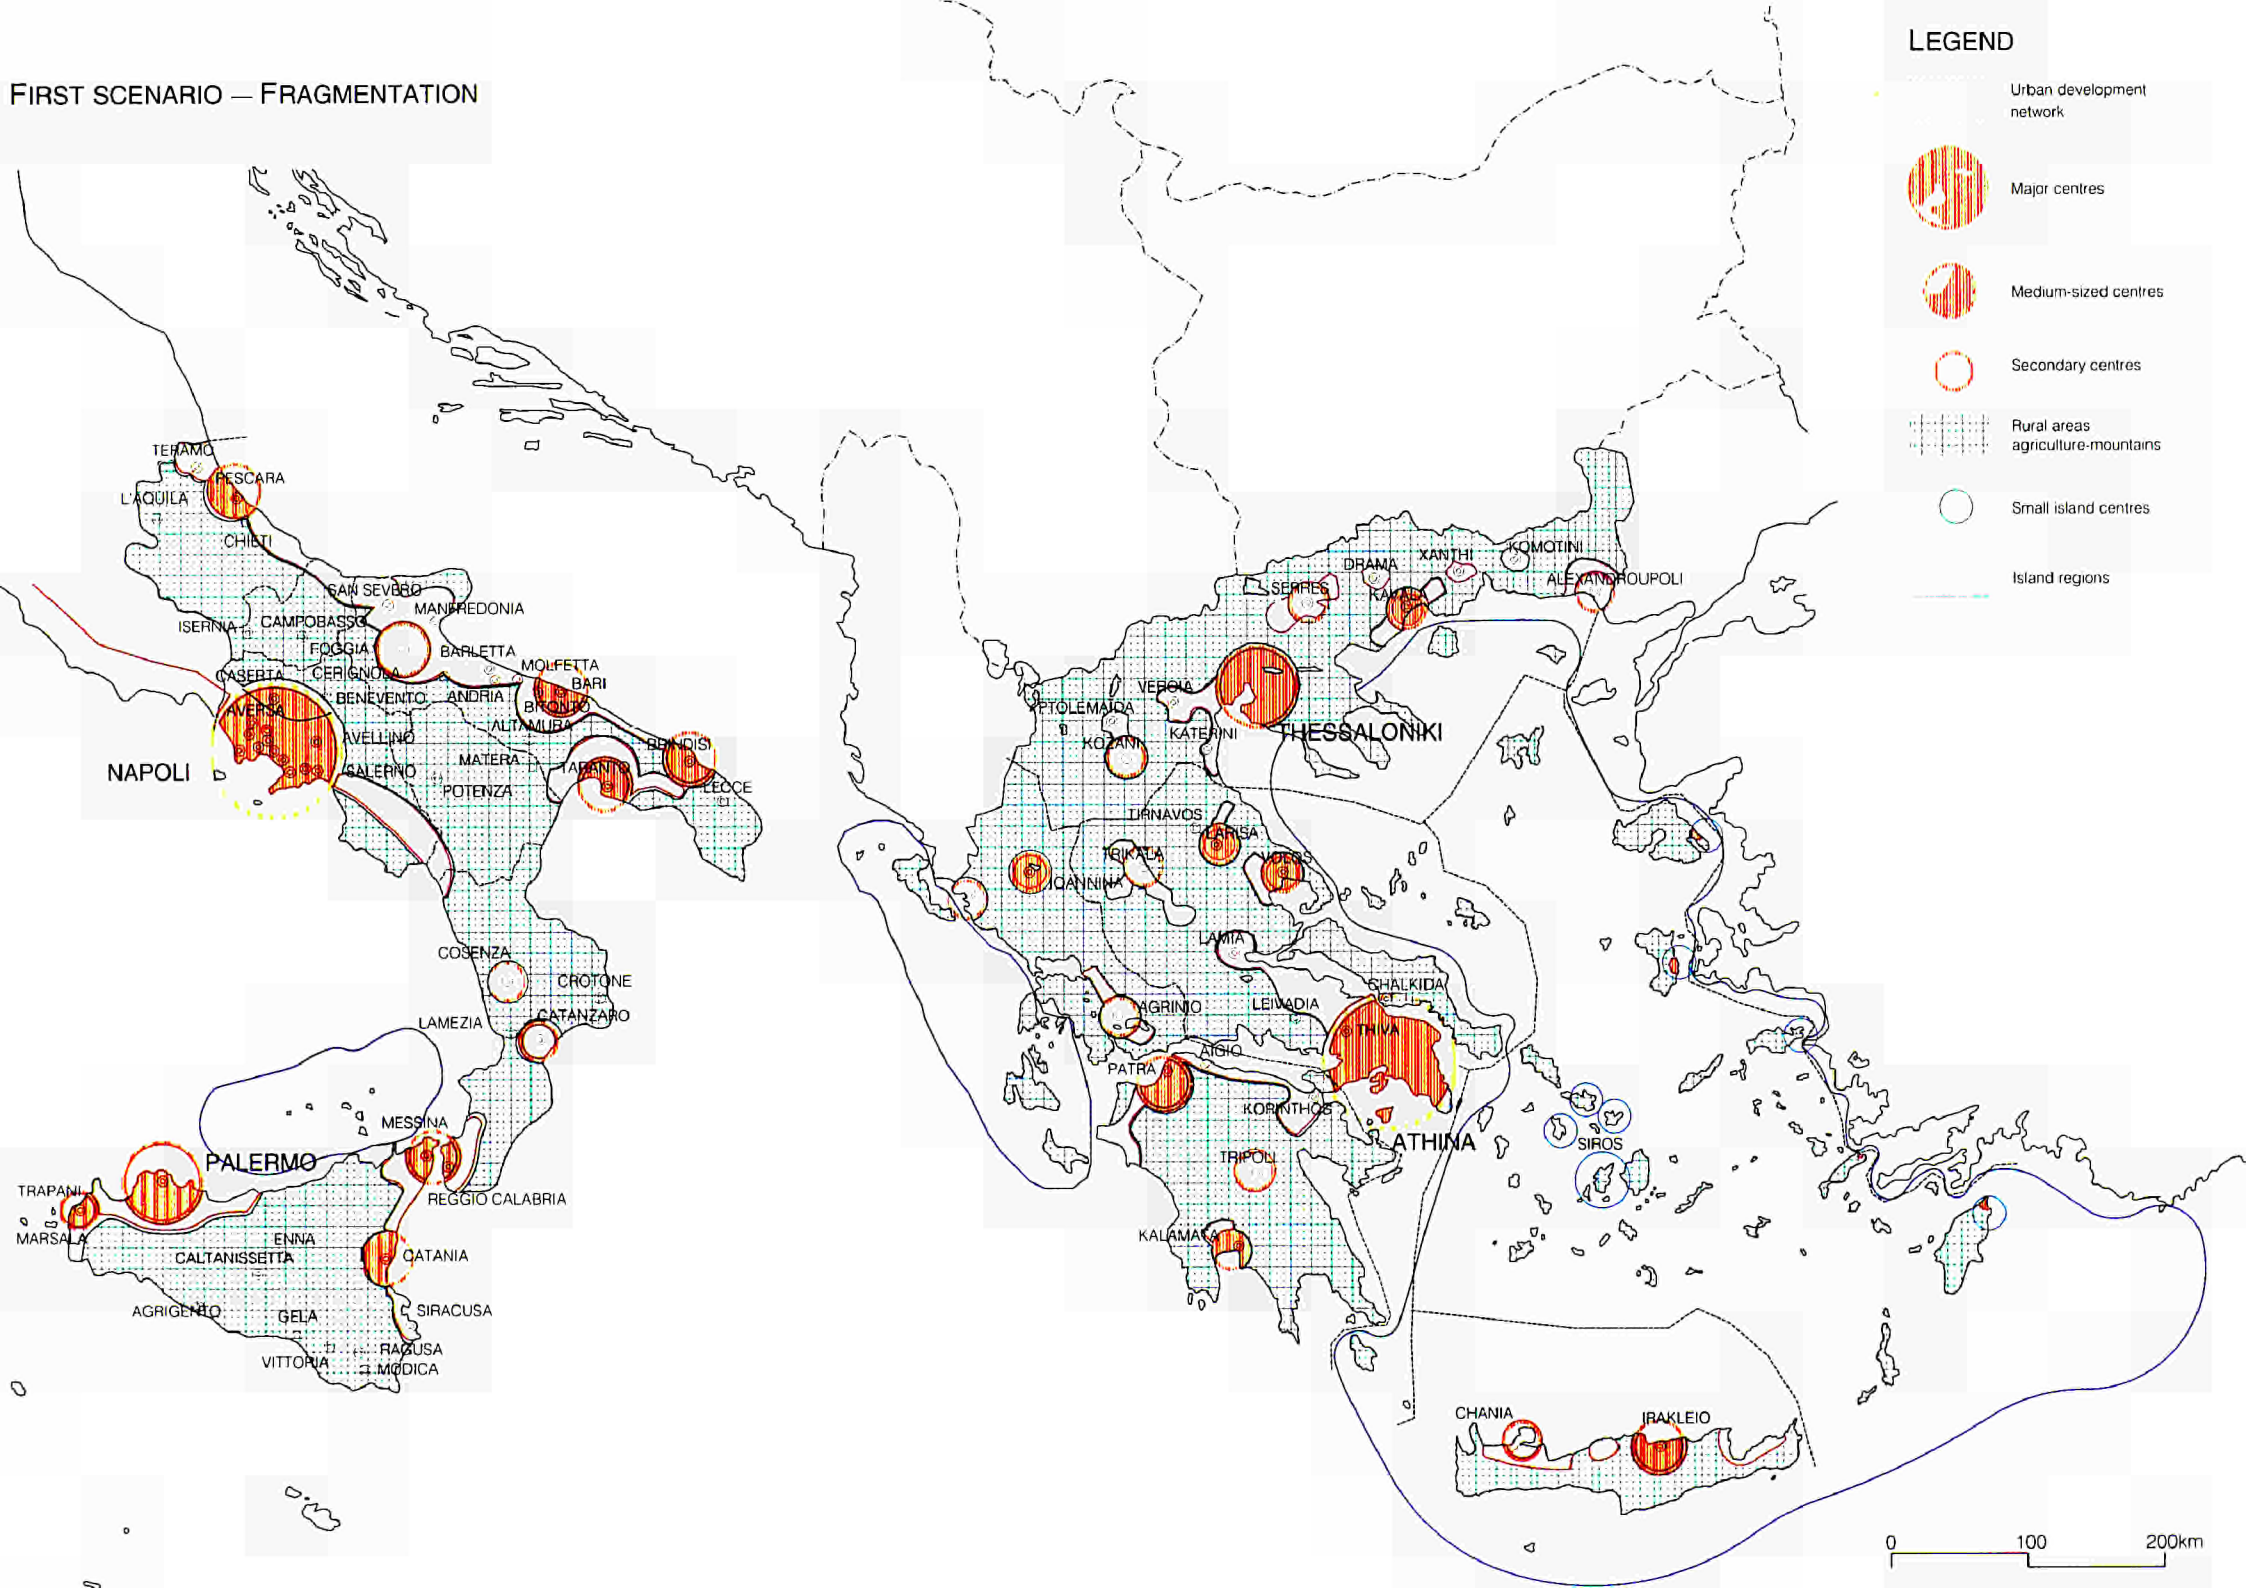 FIRST SCENARIO — FRAGMENTATION
LEGEND
Urban development
network
Major centres
Medium-sized centres
Secondary centres
Rural areas
agriculture-mountains
Small island centres
Island regions
TERAMO
PESCARA
L'AQUILA
CHIETI
SAN SEVERO
MANFREDONIA
ISERNIA
CAMPOBASSO
FOGGIA
BARLETTA
MOLFETTA
CASERTA
CERIGNOLA
BARI
BENEVENTO
ANDRIA
BITONTO
AVERSA
ALTAMURA
AVELLINO
BRINDISI
MATERA
TARANTO
NAPOLI
SALERNO
POTENZA
LECCE
COSENZA
CROTONE
LAMEZIA
CATANZARO
MESSINA
PALERMO
TRAPANI
REGGIO CALABRIA
MARSALA
ENNA
CALTANISSETTA
CATANIA
AGRIGENTO
GELA
SIRACUSA
RAGUSA
VITTORIA
MODICA
KOMOTINI
XANTHI
DRAMA
ALEXANDROUPOLI
SERRES
KAVALA
VEROIA
PTOLEMAIDA
THESSALONIKI
KATERINI
KOZANI
TIRNAVOS
LARISA
TRIKALA
VOLOS
IOANNINA
LAMIA
CHALKIDA
AGRINIO
LEIVADIA
THIVA
AIGIO
PATRA
KORINTHOS
ATHINA
SIROS
TRIPOLI
KALAMATA
CHANIA
IRAKLEIO
0 100 200km